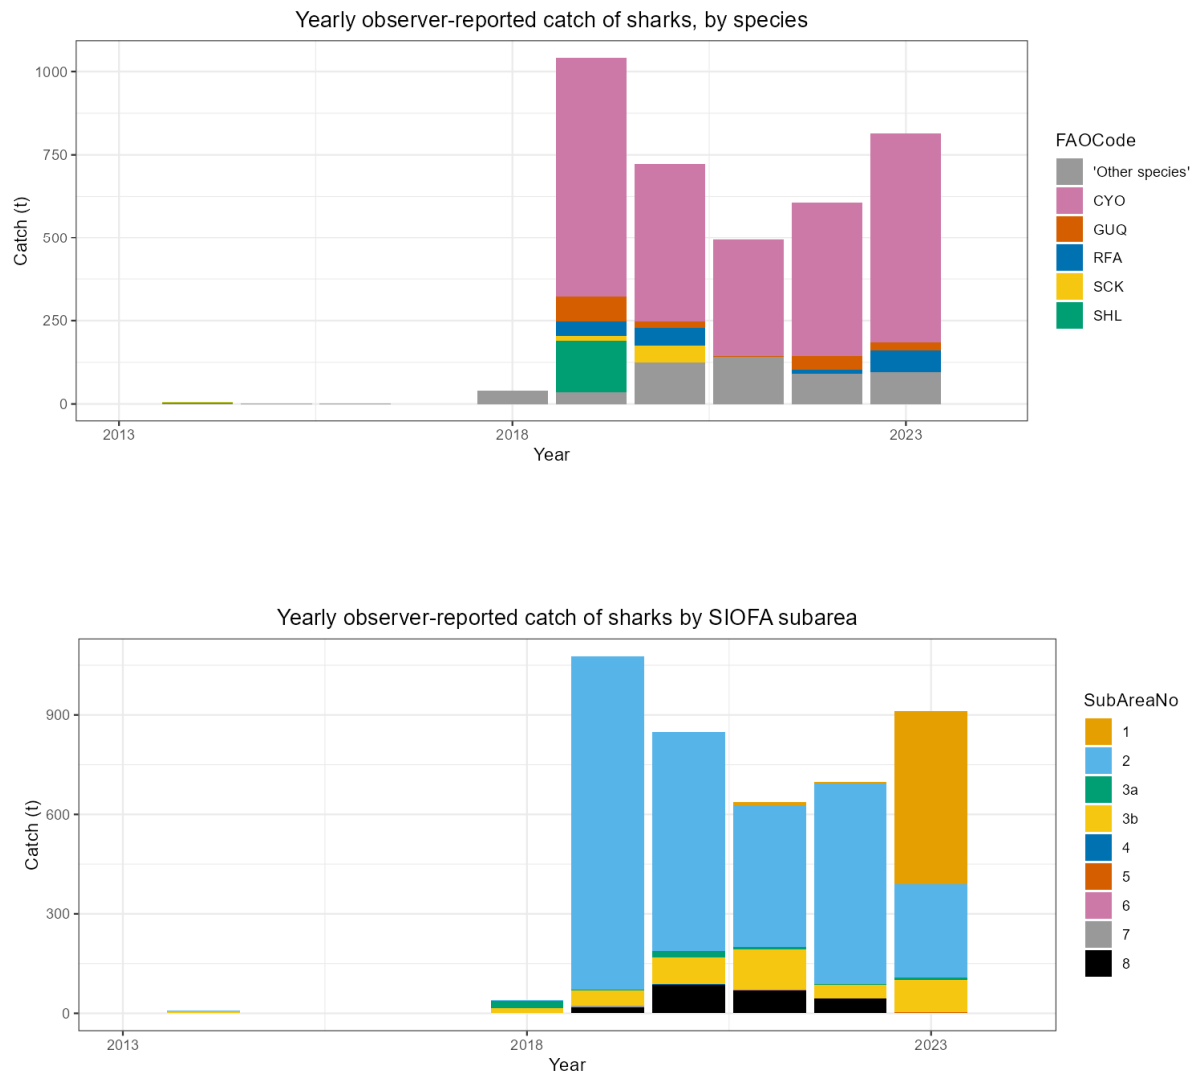 Yearly observer-reported catch of sharks, by species
Catch (t)
1000
750
500
250
0
2013
2018
2023
Year
FAOCode
'Other species'
CYO
GUQ
RFA
SCK
SHL
Yearly observer-reported catch of sharks by SIOFA subarea
Catch (t)
900
600
300
0
2013
2018
2023
Year
SubAreaNo
1
2
3a
3b
4
5
6
7
8